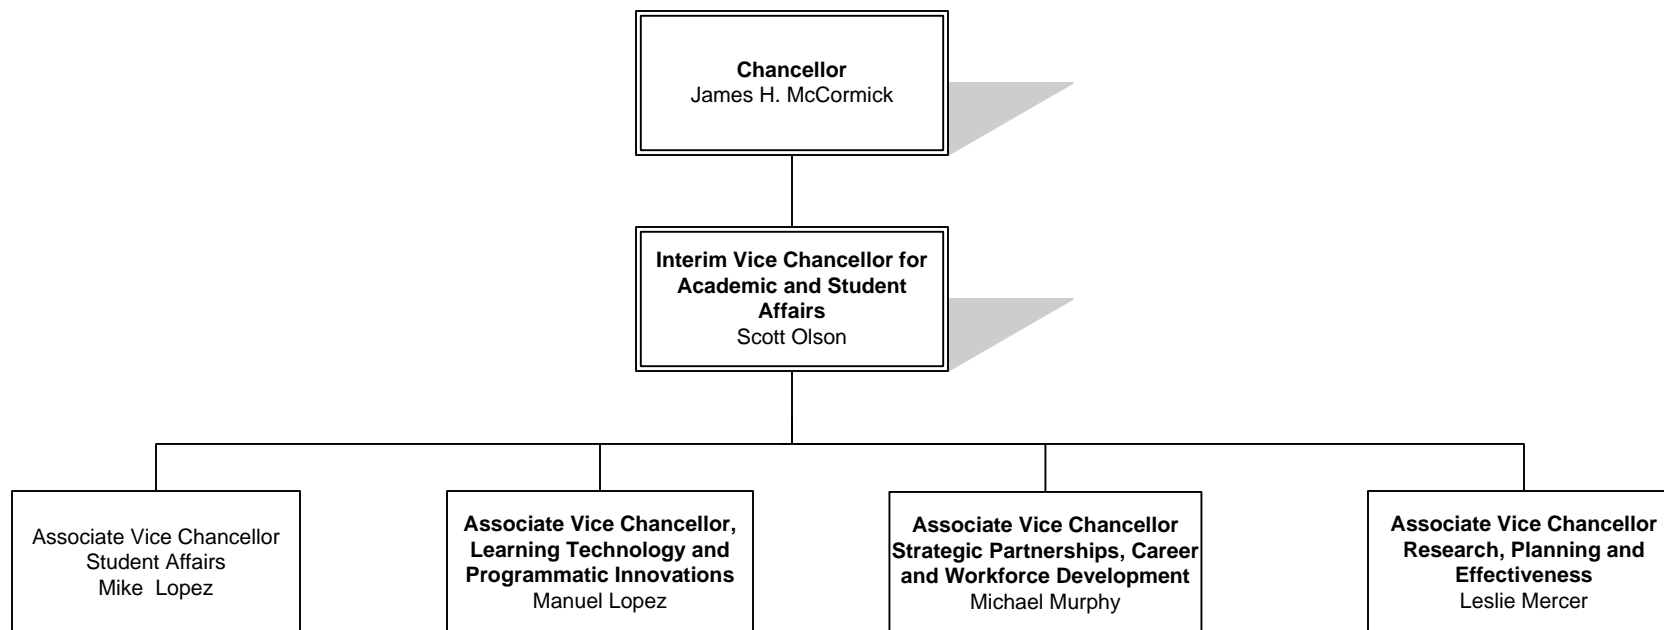 Chancellor
James H. McCormick
Interim Vice Chancellor for
Academic and Student
Affairs
Scott Olson
Associate Vice Chancellor
Student Affairs
Mike  Lopez
Associate Vice Chancellor,
Learning Technology and
Programmatic Innovations
Manuel Lopez
Associate Vice Chancellor
Strategic Partnerships, Career
and Workforce Development
Michael Murphy
Associate Vice Chancellor
Research, Planning and
Effectiveness
Leslie Mercer